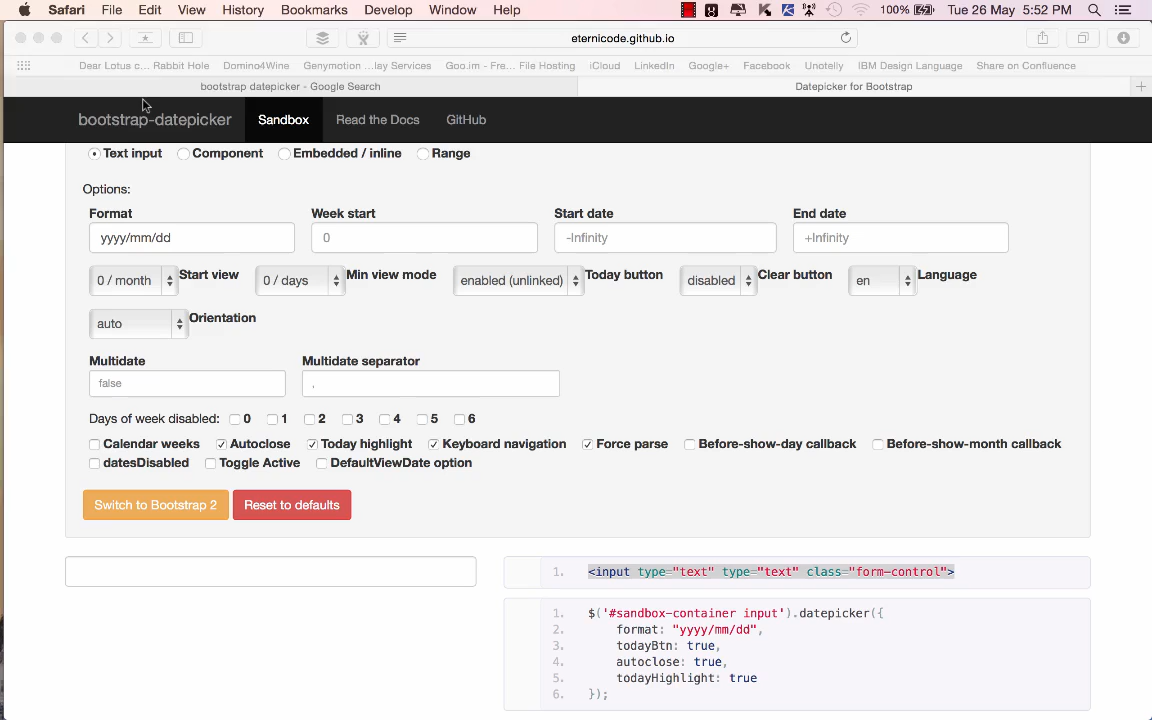 Safari File Edit View History Bookmarks Develop Window Help 100% Tue 26 May 5:52 PM
eternicode.github.io
Dear Lotus c... Rabbit Hole Domino4Wine Genymotion ...lay Services Goo.im - Fre... File Hosting iCloud LinkedIn Google+ Facebook Unotelly IBM Design Language Share on Confluence
bootstrap datepicker - Google Search Datepicker for Bootstrap
bootstrap-datepicker Sandbox Read the Docs GitHub
Text input Component Embedded / inline Range
Options:
Format Week start Start date End date
yyyy/mm/dd 0 -Infinity +Infinity
0 / month Start view 0 / days Min view mode enabled (unlinked) Today button disabled Clear button en Language
auto Orientation
Multidate Multidate separator
false ,
Days of week disabled: 0 1 2 3 4 5 6
Calendar weeks Autoclose Today highlight Keyboard navigation Force parse Before-show-day callback Before-show-month callback
datesDisabled Toggle Active DefaultViewDate option
Switch to Bootstrap 2 Reset to defaults
1. <input type="text" type="text" class="form-control">
1. $('#sandbox-container input').datepicker({
2. format: "yyyy/mm/dd",
3. todayBtn: true,
4. autoclose: true,
5. todayHighlight: true
6. });